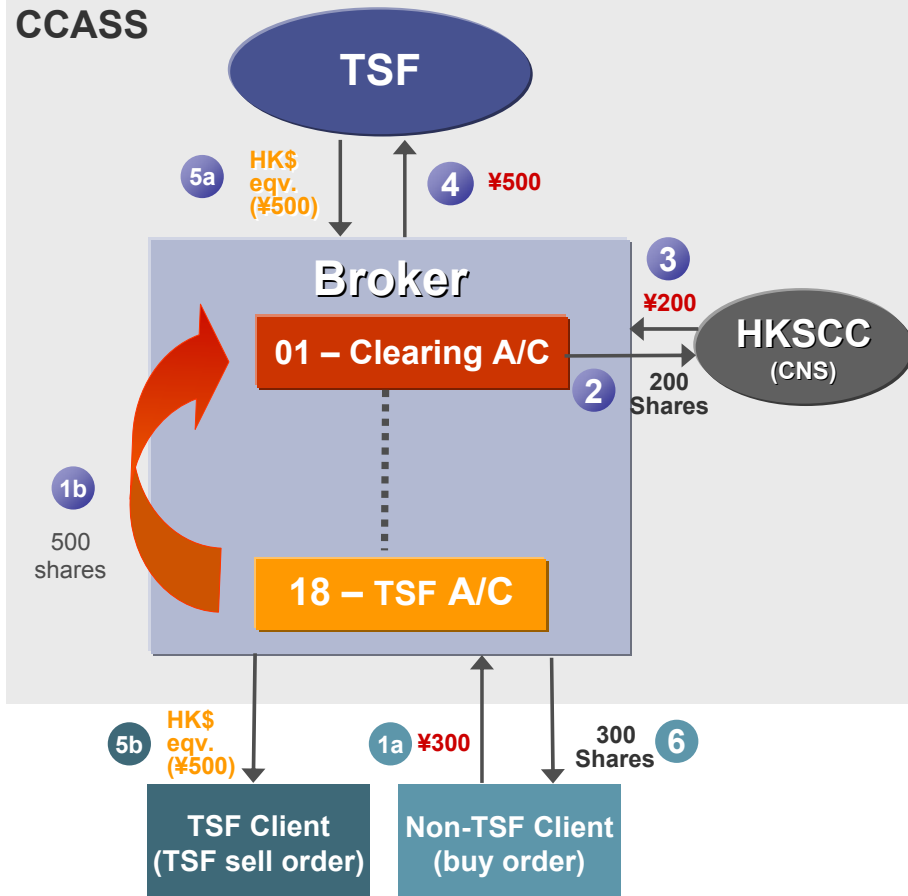 CCASS
TSF
5a
HK$
eqv.
(¥500)
4
¥500
Broker
3
¥200
01 – Clearing A/C
HKSCC
(CNS)
2
200
Shares
1b
500
shares
18 – TSF A/C
5b
HK$
eqv.
(¥500)
1a
¥300
300
Shares
6
TSF Client
(TSF sell order)
Non-TSF Client
(buy order)